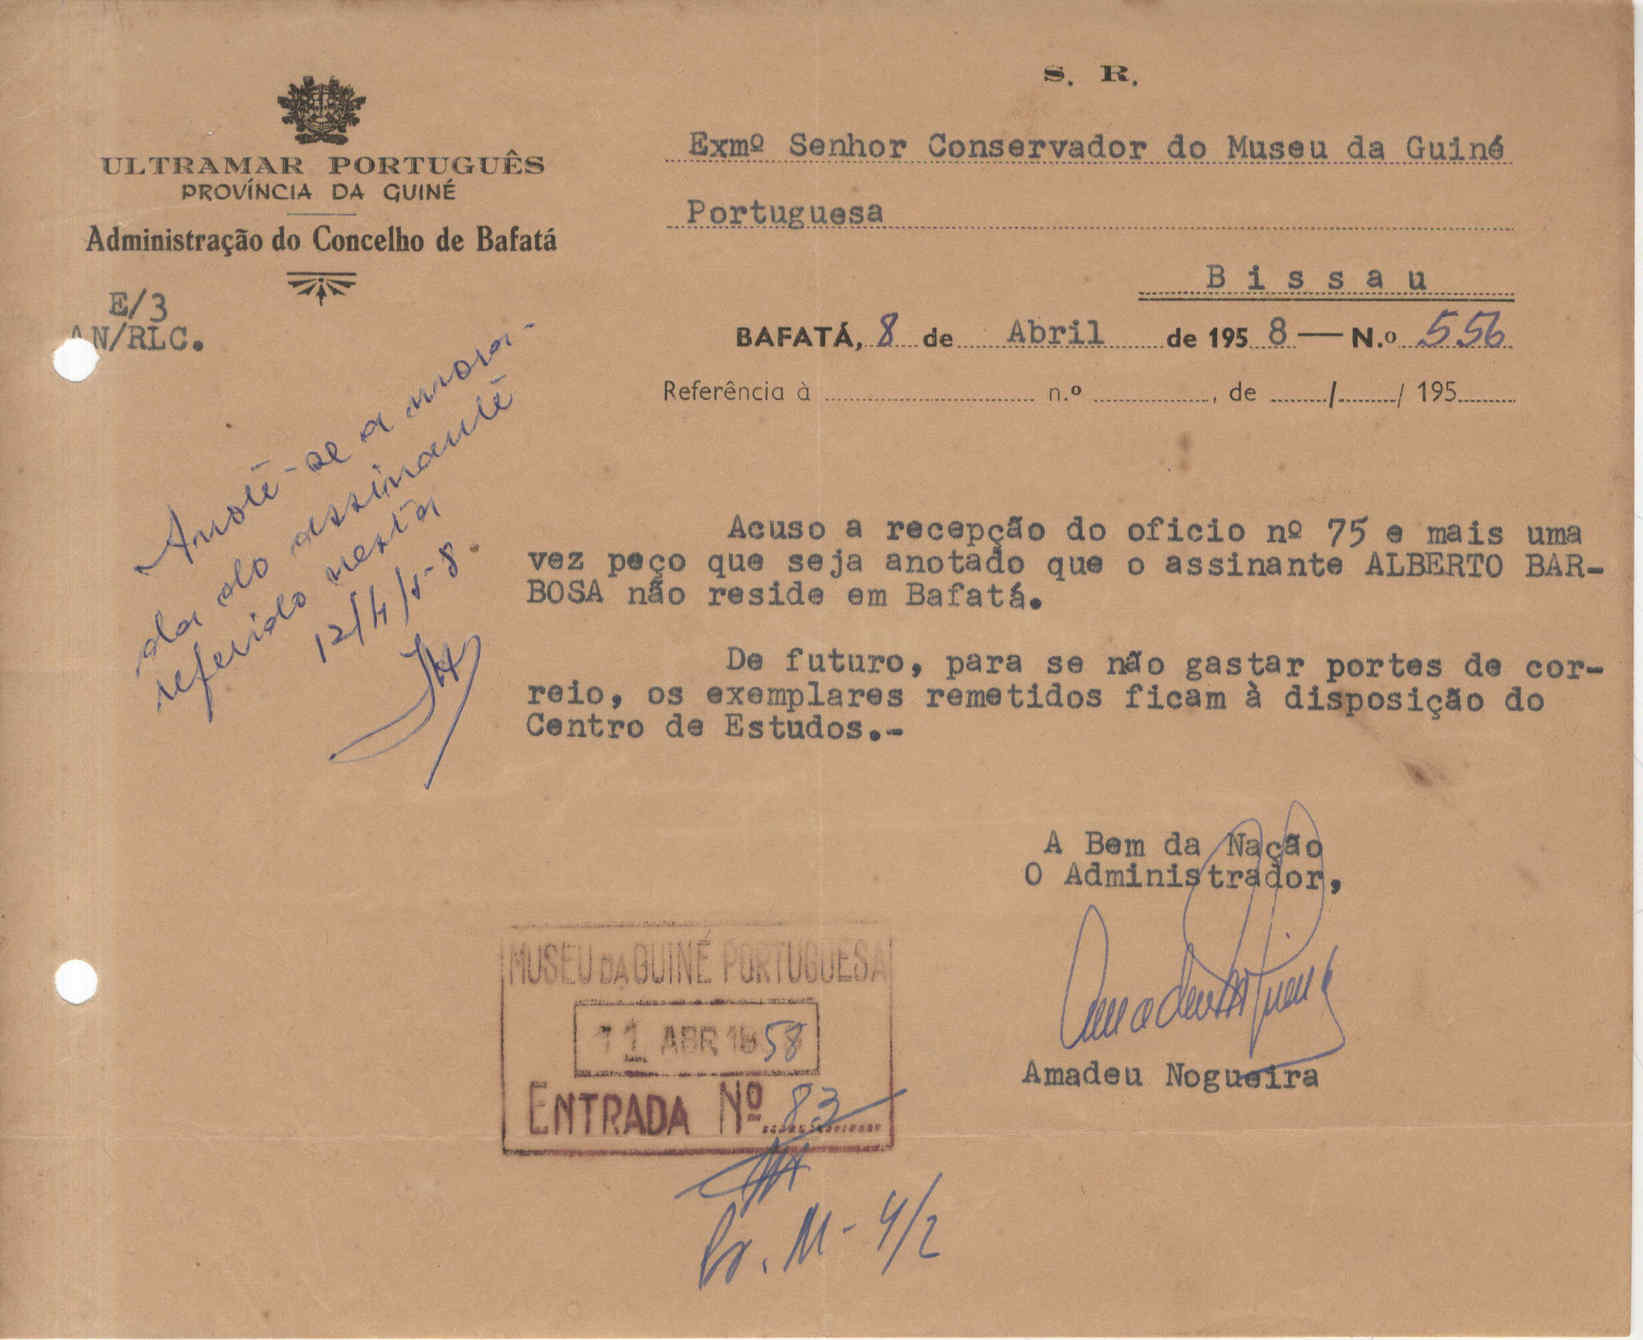 S. R.
ULTRAMAR PORTUGUÊS
PROVÍNCIA DA GUINÉ
Administração do Concelho de Bafatá
E/3
AN/RLC.
Exmº Senhor Conservador do Museu da Guiné
Portuguesa
B i s s a u
BAFATÁ, 8 de Abril de 1958 — N.º 556
Referência à n.º , de / / 195
Anote-se a mora-
da do assinante
referido nesta
12/4/58
Acuso a recepção do oficio nº 75 e mais uma
vez peço que seja anotado que o assinante ALBERTO BAR-
BOSA não reside em Bafatá.
De futuro, para se não gastar portes de cor-
reio, os exemplares remetidos ficam à disposição do
Centro de Estudos.-
A Bem da Nação
O Administrador,
Amadeu Nogueira
MUSEU DA GUINÉ PORTUGUESA
11 ABR 1958
ENTRADA Nº 83
M-4/2